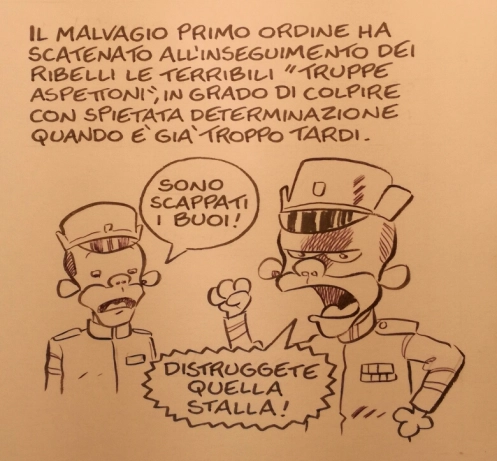 IL MALVAGIO PRIMO ORDINE HA
SCATENATO ALL'INSEGUIMENTO DEI
RIBELLI LE TERRIBILI "TRUPPE
ASPETTONI", IN GRADO DI COLPIRE
CON SPIETATA DETERMINAZIONE
QUANDO E' GIA' TROPPO TARDI.
SONO
SCAPPATI
I BUOI!
DISTRUGGETE
QUELLA
STALLA!